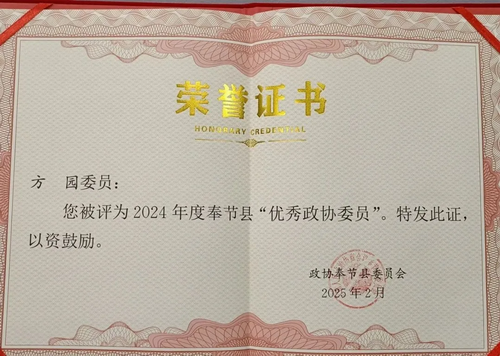 荣誉证书
HONORARY CREDENTIAL
方 园委员：
您被评为2024年度奉节县“优秀政协委员”。特发此证，
以资鼓励。
政协奉节县委员会
2025年2月